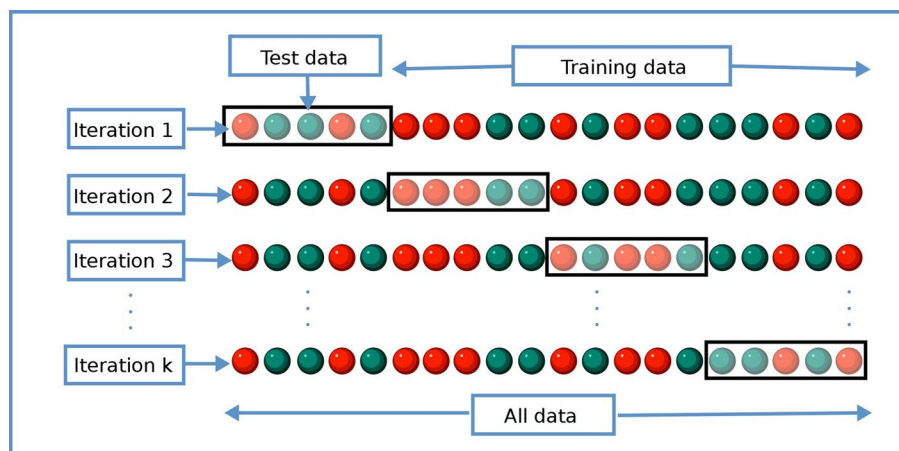 Test data
Training data
Iteration 1
Iteration 2
Iteration 3
Iteration k
All data